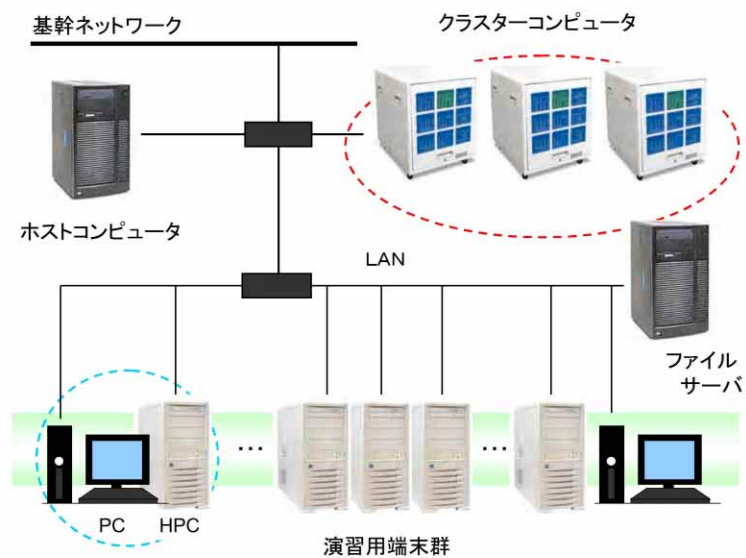 基幹ネットワーク
クラスターコンピュータ
ホストコンピュータ
LAN
ファイル
サーバ
…
…
PC
HPC
演習用端末群